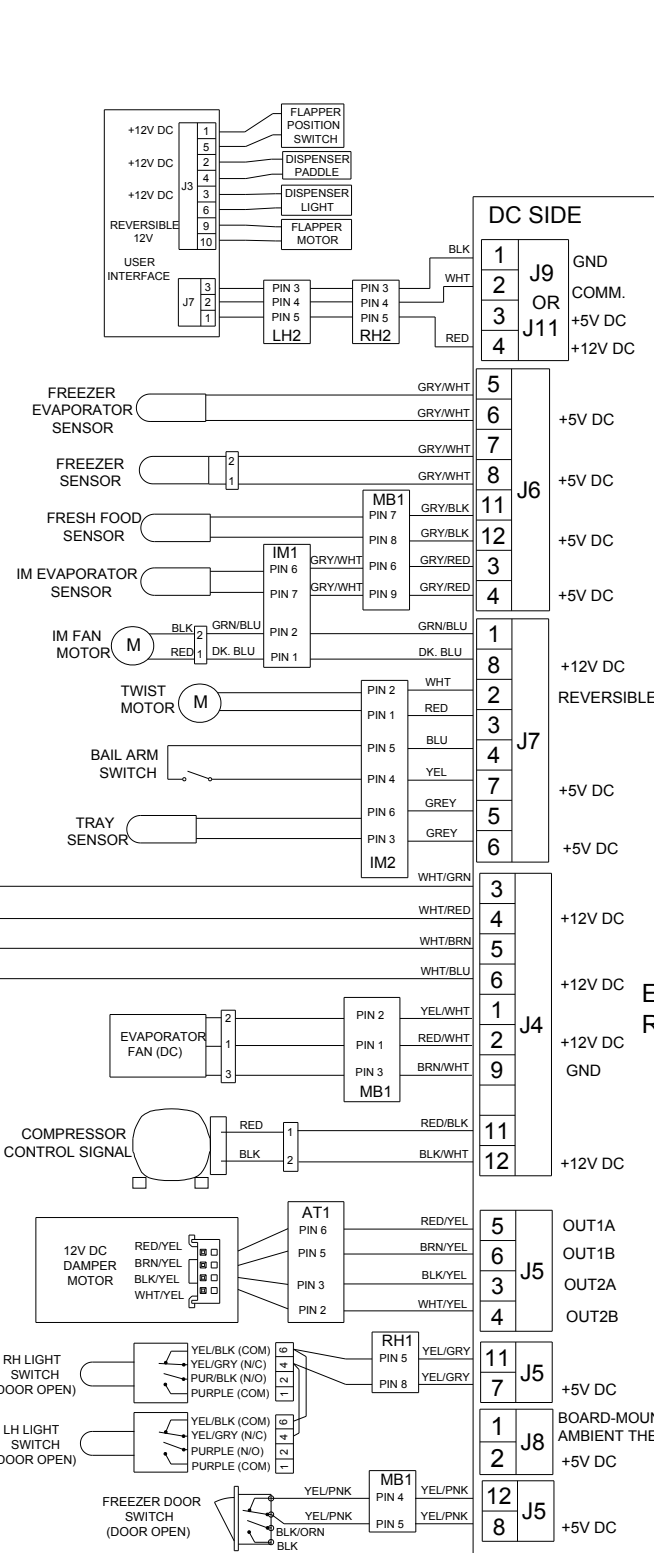 FLAPPER
POSITION
SWITCH
+12V DC
1
5
+12V DC
2
DISPENSER
PADDLE
4
J3
+12V DC
3
DISPENSER
LIGHT
6
REVERSIBLE
12V
9
10
FLAPPER
MOTOR
USER
INTERFACE
J7
3
2
1
PIN 3
PIN 4
PIN 5
LH2
PIN 3
PIN 4
PIN 5
RH2
DC SIDE
BLK
1
GND
WHT
2
COMM.
3
+5V DC
RED
4
+12V DC
J9
OR
J11
FREEZER
EVAPORATOR
SENSOR
GRY/WHT
5
GRY/WHT
6
+5V DC
FREEZER
SENSOR
2
1
7
GRY/WHT
GRY/WHT
8
+5V DC
J6
FRESH FOOD
SENSOR
MB1
PIN 7
GRY/BLK
11
PIN 8
GRY/BLK
12
+5V DC
IM EVAPORATOR
SENSOR
IM1
PIN 6
GRY/WHT
PIN 6
GRY/RED
3
PIN 7
GRY/WHT
PIN 9
GRY/RED
4
+5V DC
IM FAN
MOTOR
M
BLK
2
GRN/BLU
PIN 2
GRN/BLU
1
RED
1
DK. BLU
PIN 1
DK. BLU
8
+12V DC
TWIST
MOTOR
M
PIN 2
WHT
2
REVERSIBLE
PIN 1
RED
3
J7
BAIL ARM
SWITCH
PIN 5
BLU
4
PIN 4
YEL
7
+5V DC
TRAY
SENSOR
PIN 6
GREY
5
PIN 3
GREY
6
+5V DC
IM2
WHT/GRN
3
WHT/RED
4
+12V DC
WHT/BRN
5
WHT/BLU
6
+12V DC
E
R
EVAPORATOR
FAN (DC)
2
1
3
PIN 2
YEL/WHT
1
PIN 1
RED/WHT
2
+12V DC
PIN 3
BRN/WHT
9
GND
MB1
J4
COMPRESSOR
CONTROL SIGNAL
RED
1
RED/BLK
11
BLK
2
BLK/WHT
12
+12V DC
12V DC
DAMPER
MOTOR
RED/YEL
BRN/YEL
BLK/YEL
WHT/YEL
AT1
PIN 6
RED/YEL
5
OUT1A
PIN 5
BRN/YEL
6
OUT1B
PIN 3
BLK/YEL
3
OUT2A
PIN 2
WHT/YEL
4
OUT2B
J5
RH LIGHT
SWITCH
DOOR OPEN)
YEL/BLK (COM) 6
YEL/GRY (N/C) 4
PUR/BLK (N/O) 2
PURPLE (COM) 1
RH1
PIN 5
YEL/GRY
11
PIN 8
YEL/GRY
7
+5V DC
J5
LH LIGHT
SWITCH
DOOR OPEN)
YEL/BLK (COM) 6
YEL/GRY (N/C) 4
PURPLE (N/O) 2
PURPLE (COM) 1
1
BOARD-MOUN
AMBIENT THE
2
+5V DC
J8
FREEZER DOOR
SWITCH
(DOOR OPEN)
YEL/PNK
YEL/PNK
BLK/ORN
BLK
MB1
PIN 4
YEL/PNK
12
PIN 5
YEL/PNK
8
+5V DC
J5